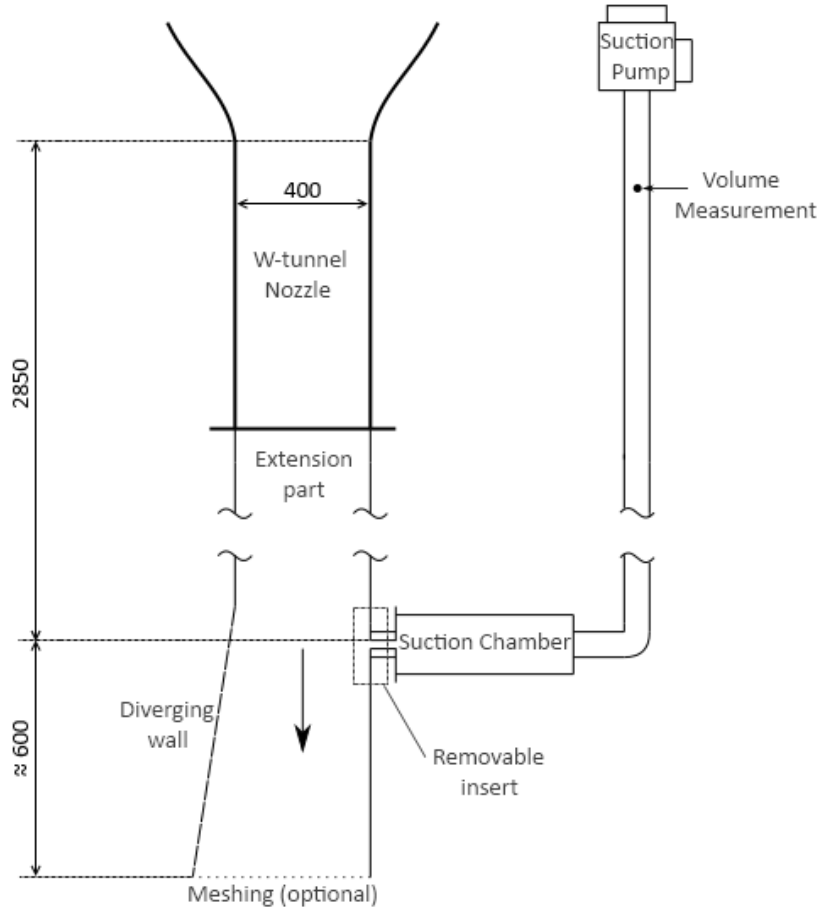 Suction
Pump
Volume
Measurement
400
W-tunnel
Nozzle
2850
Extension
part
Suction Chamber
Diverging
wall
≈ 600
Removable
insert
Meshing (optional)